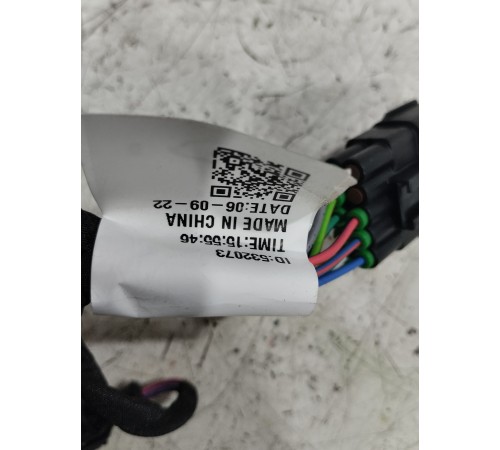 DATE:06-09-22
MADE IN CHINA
TIME:15:55:46
ID:532073